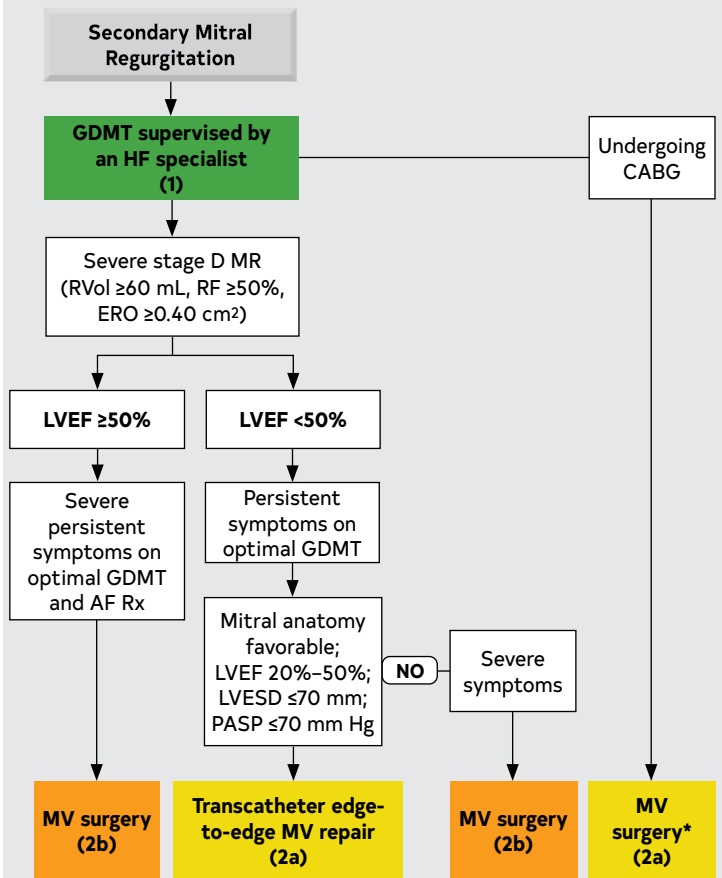 Secondary Mitral
Regurgitation
GDMT supervised by
an HF specialist
(1)
Undergoing
CABG
Severe stage D MR
(RVol ≥60 mL, RF ≥50%,
ERO ≥0.40 cm²)
LVEF ≥50%
LVEF <50%
Severe
persistent
symptoms on
optimal GDMT
and AF Rx
Persistent
symptoms on
optimal GDMT
Mitral anatomy
favorable;
LVEF 20%–50%;
LVESD ≤70 mm;
PASP ≤70 mm Hg
NO
Severe
symptoms
MV surgery
(2b)
Transcatheter edge-
to-edge MV repair
(2a)
MV surgery
(2b)
MV
surgery*
(2a)